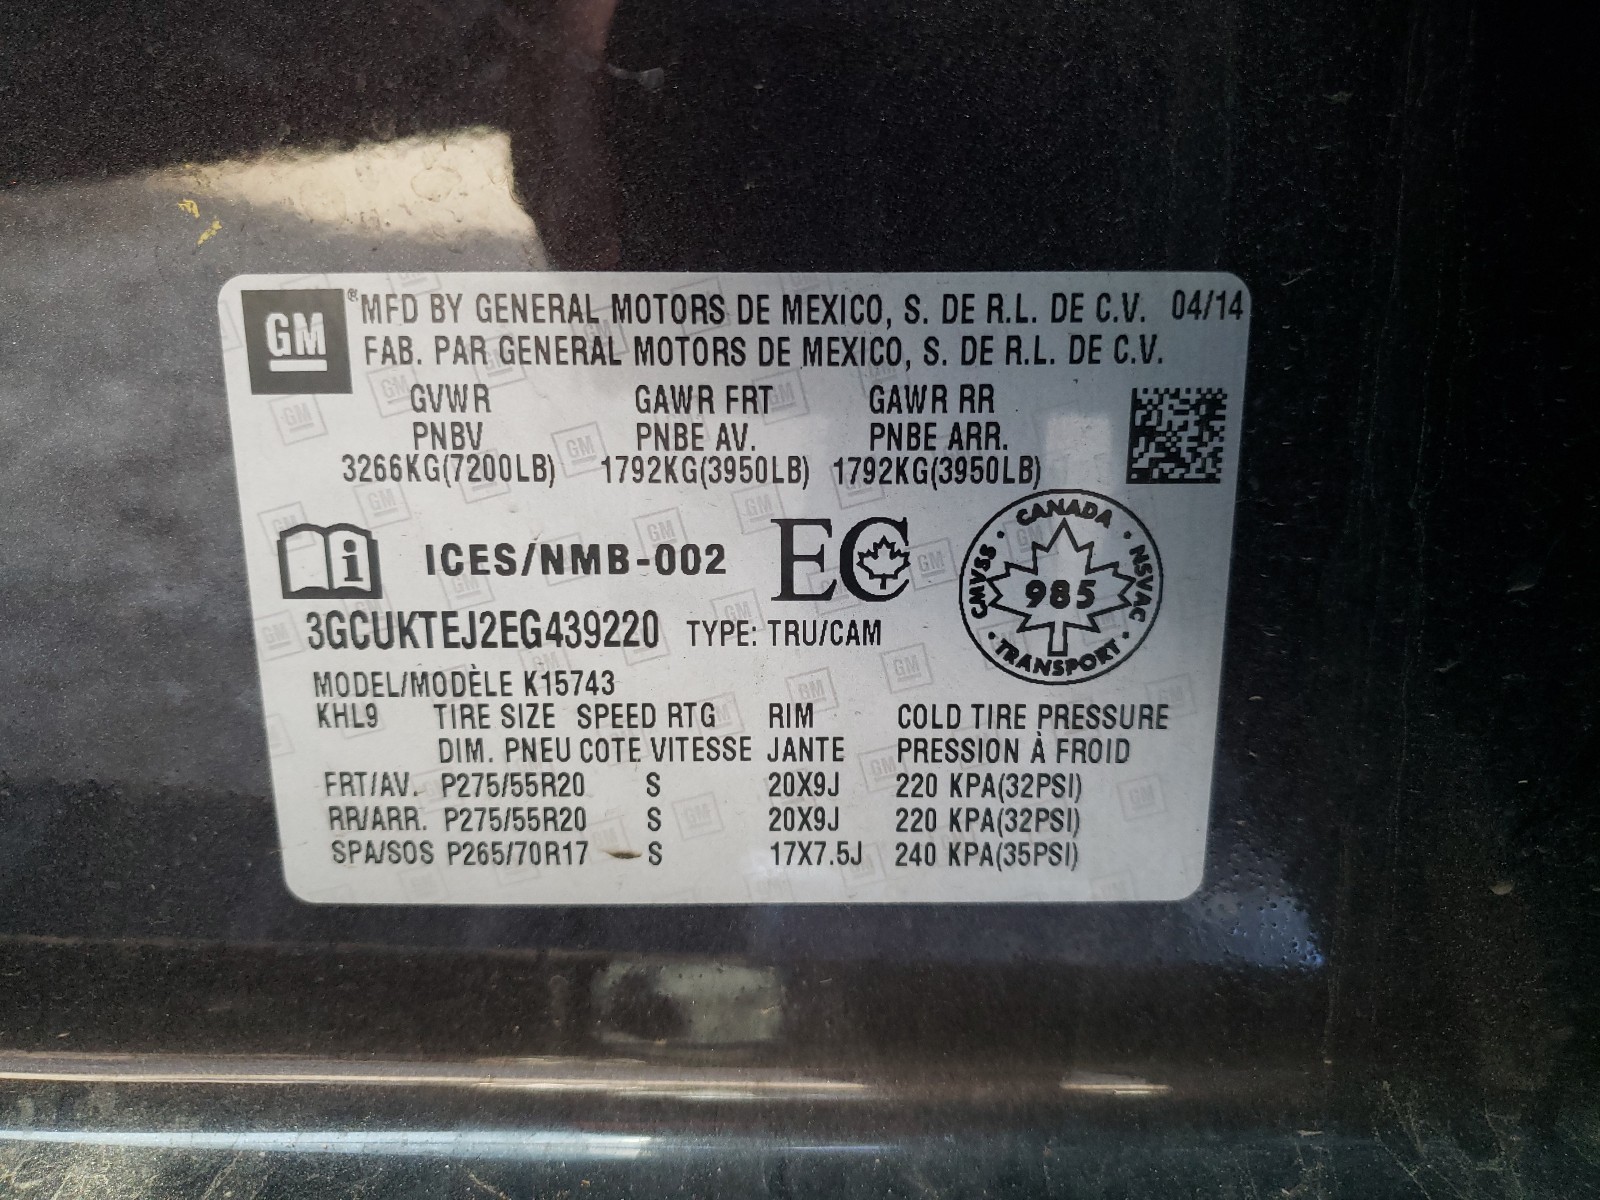 GM ® MFD BY GENERAL MOTORS DE MEXICO, S. DE R.L. DE C.V. 04/14
FAB. PAR GENERAL MOTORS DE MEXICO, S. DE R.L. DE C.V.
GVWR GAWR FRT GAWR RR
PNBV PNBE AV. PNBE ARR.
3266KG(7200LB) 1792KG(3950LB) 1792KG(3950LB)
i ICES/NMB-002 EC
CANADA
CMVSS · 985 · NSVAC
TRANSPORT
3GCUKTEJ2EG439220 TYPE: TRU/CAM
MODEL/MODÈLE K15743
KHL9 TIRE SIZE SPEED RTG RIM COLD TIRE PRESSURE
DIM. PNEU COTE VITESSE JANTE PRESSION À FROID
FRT/AV. P275/55R20 S 20X9J 220 KPA(32PSI)
RR/ARR. P275/55R20 S 20X9J 220 KPA(32PSI)
SPA/SOS P265/70R17 S 17X7.5J 240 KPA(35PSI)